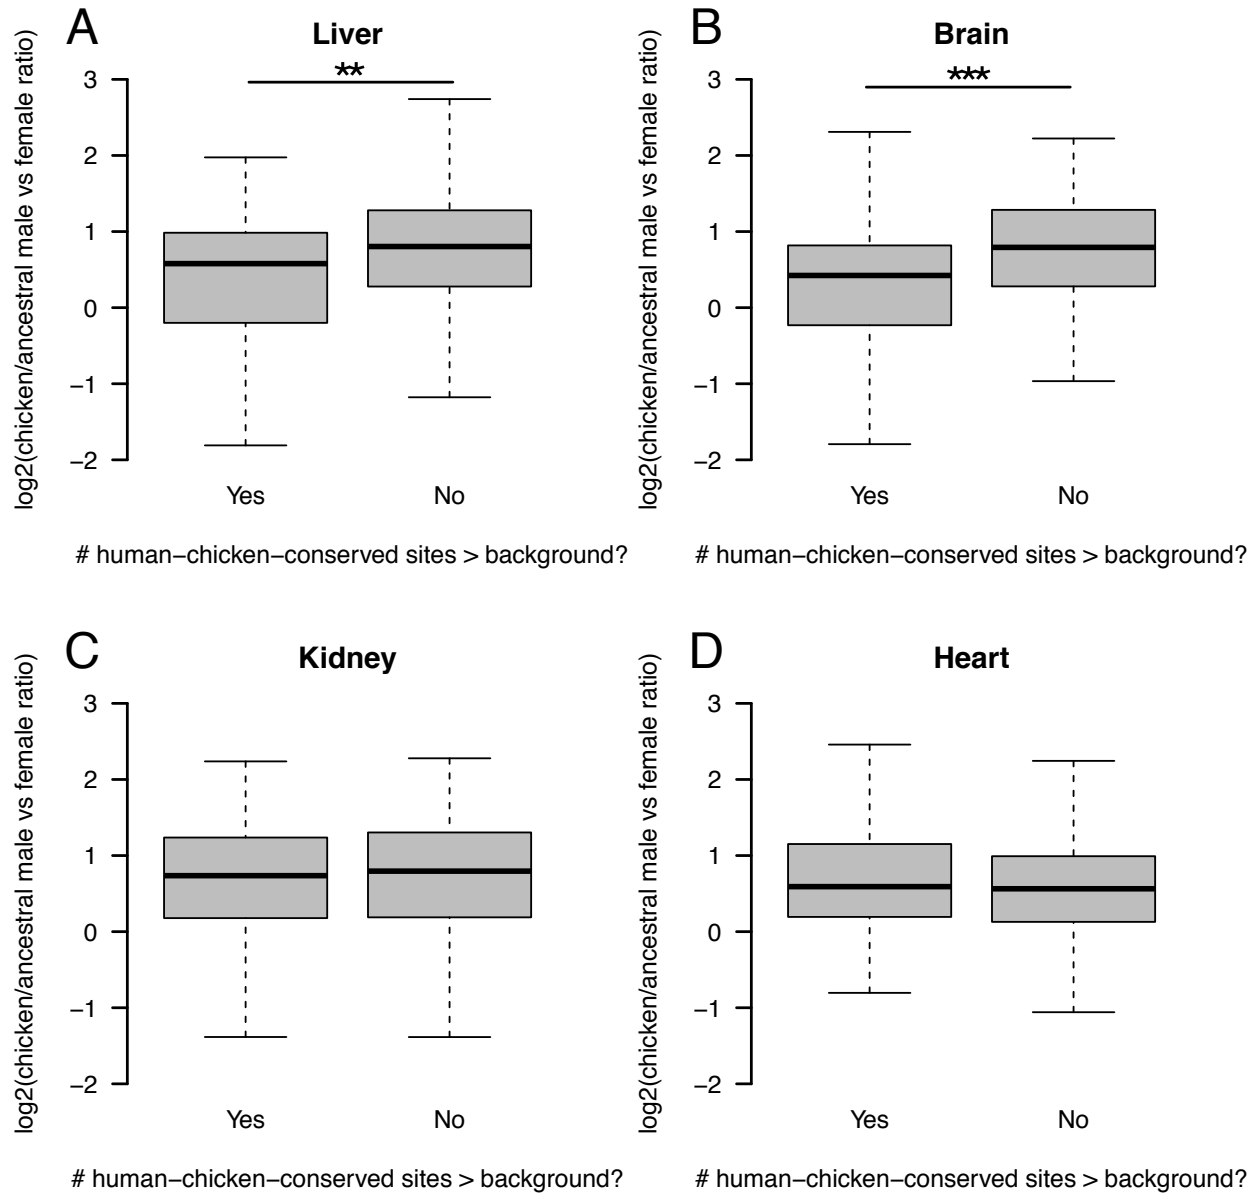 A
Liver
log2(chicken/ancestral male vs female ratio)
3
2
1
0
−1
−2
**
Yes
No
# human−chicken−conserved sites > background?
B
Brain
log2(chicken/ancestral male vs female ratio)
3
2
1
0
−1
−2
***
Yes
No
# human−chicken−conserved sites > background?
C
Kidney
log2(chicken/ancestral male vs female ratio)
3
2
1
0
−1
−2
Yes
No
# human−chicken−conserved sites > background?
D
Heart
log2(chicken/ancestral male vs female ratio)
3
2
1
0
−1
−2
Yes
No
# human−chicken−conserved sites > background?